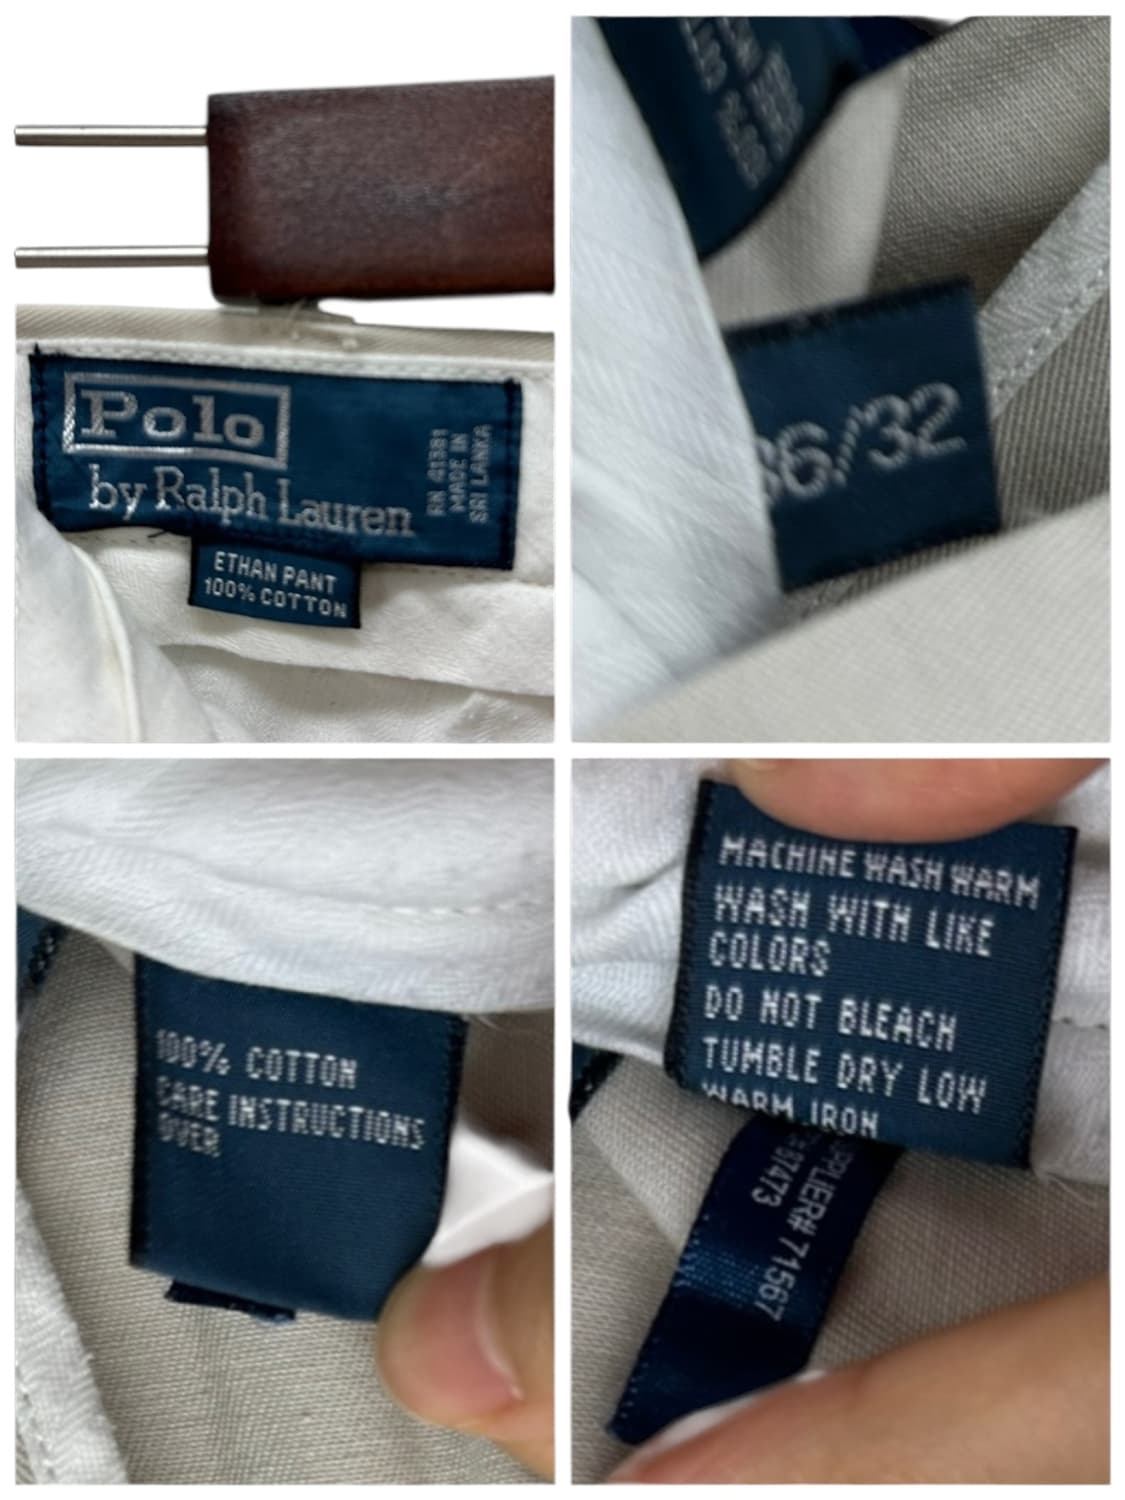 Polo
by Ralph Lauren
RN 41381
MADE IN
SRI LANKA
ETHAN PANT
100% COTTON
36/32
100% COTTON
CARE INSTRUCTIONS
OVER
MACHINE WASH WARM
WASH WITH LIKE
COLORS
DO NOT BLEACH
TUMBLE DRY LOW
WARM IRON
SUPPLIER# 71567
87473